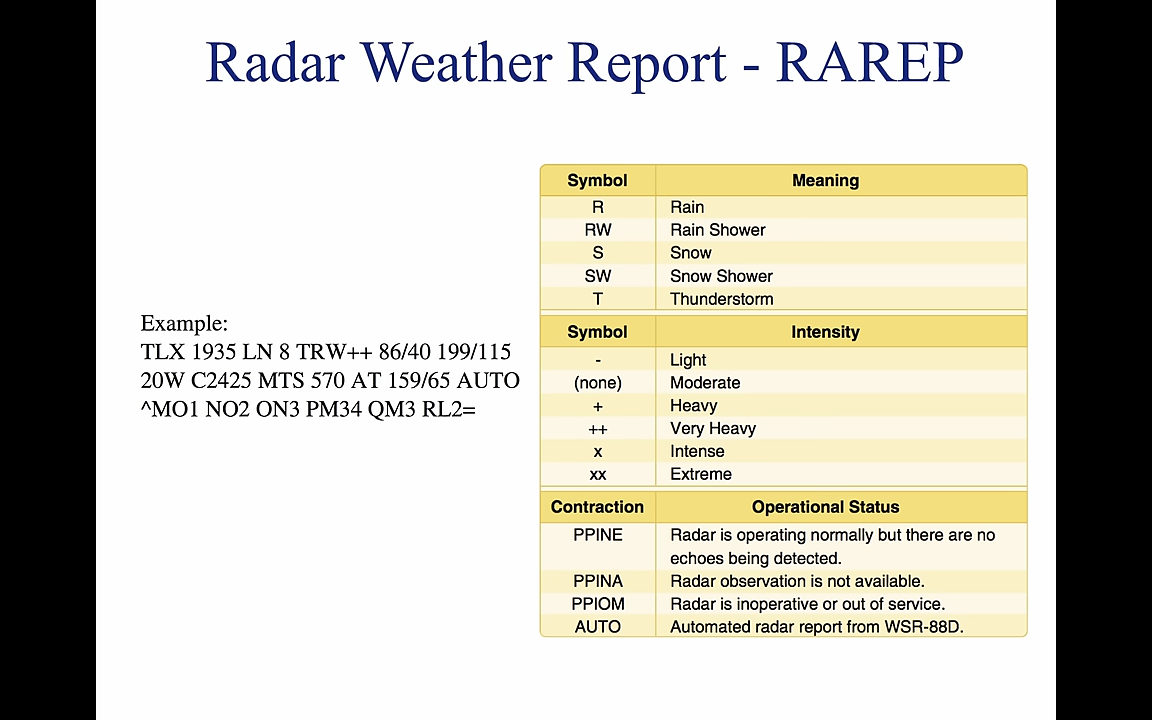 Radar Weather Report - RAREP
Example:
TLX 1935 LN 8 TRW++ 86/40 199/115
20W C2425 MTS 570 AT 159/65 AUTO
^MO1 NO2 ON3 PM34 QM3 RL2=
Symbol Meaning
R Rain
RW Rain Shower
S Snow
SW Snow Shower
T Thunderstorm
Symbol Intensity
- Light
(none) Moderate
+ Heavy
++ Very Heavy
x Intense
xx Extreme
Contraction Operational Status
PPINE Radar is operating normally but there are no
echoes being detected.
PPINA Radar observation is not available.
PPIOM Radar is inoperative or out of service.
AUTO Automated radar report from WSR-88D.